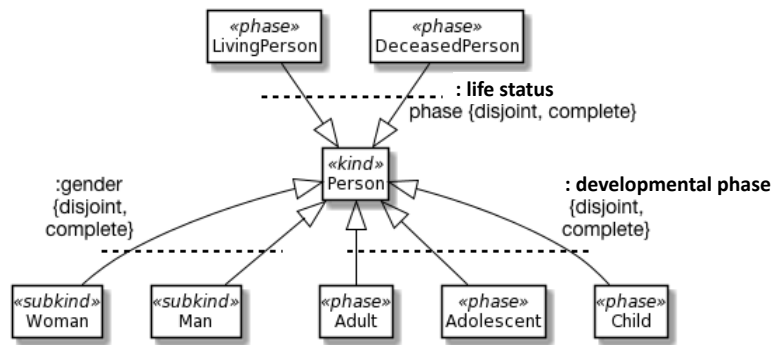 «phase»
LivingPerson
«phase»
DeceasedPerson
: life status
phase {disjoint, complete}
«kind»
Person
:gender
{disjoint,
complete}
: developmental phase
{disjoint,
complete}
«subkind»
Woman
«subkind»
Man
«phase»
Adult
«phase»
Adolescent
«phase»
Child